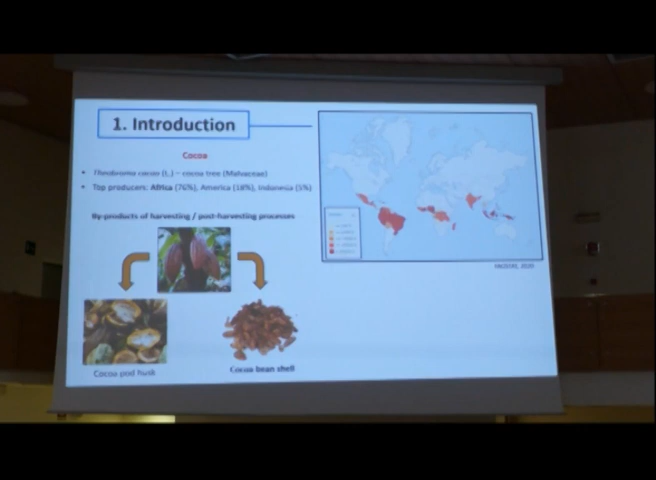 1. Introduction
Cocoa
• Theobroma cacao (L.) – cocoa tree (Malvaceae)
• Top producers: Africa (76%), America (18%), Indonesia (5%)
By-products of harvesting / post-harvesting processes
Cocoa pod husk
Cocoa bean shell